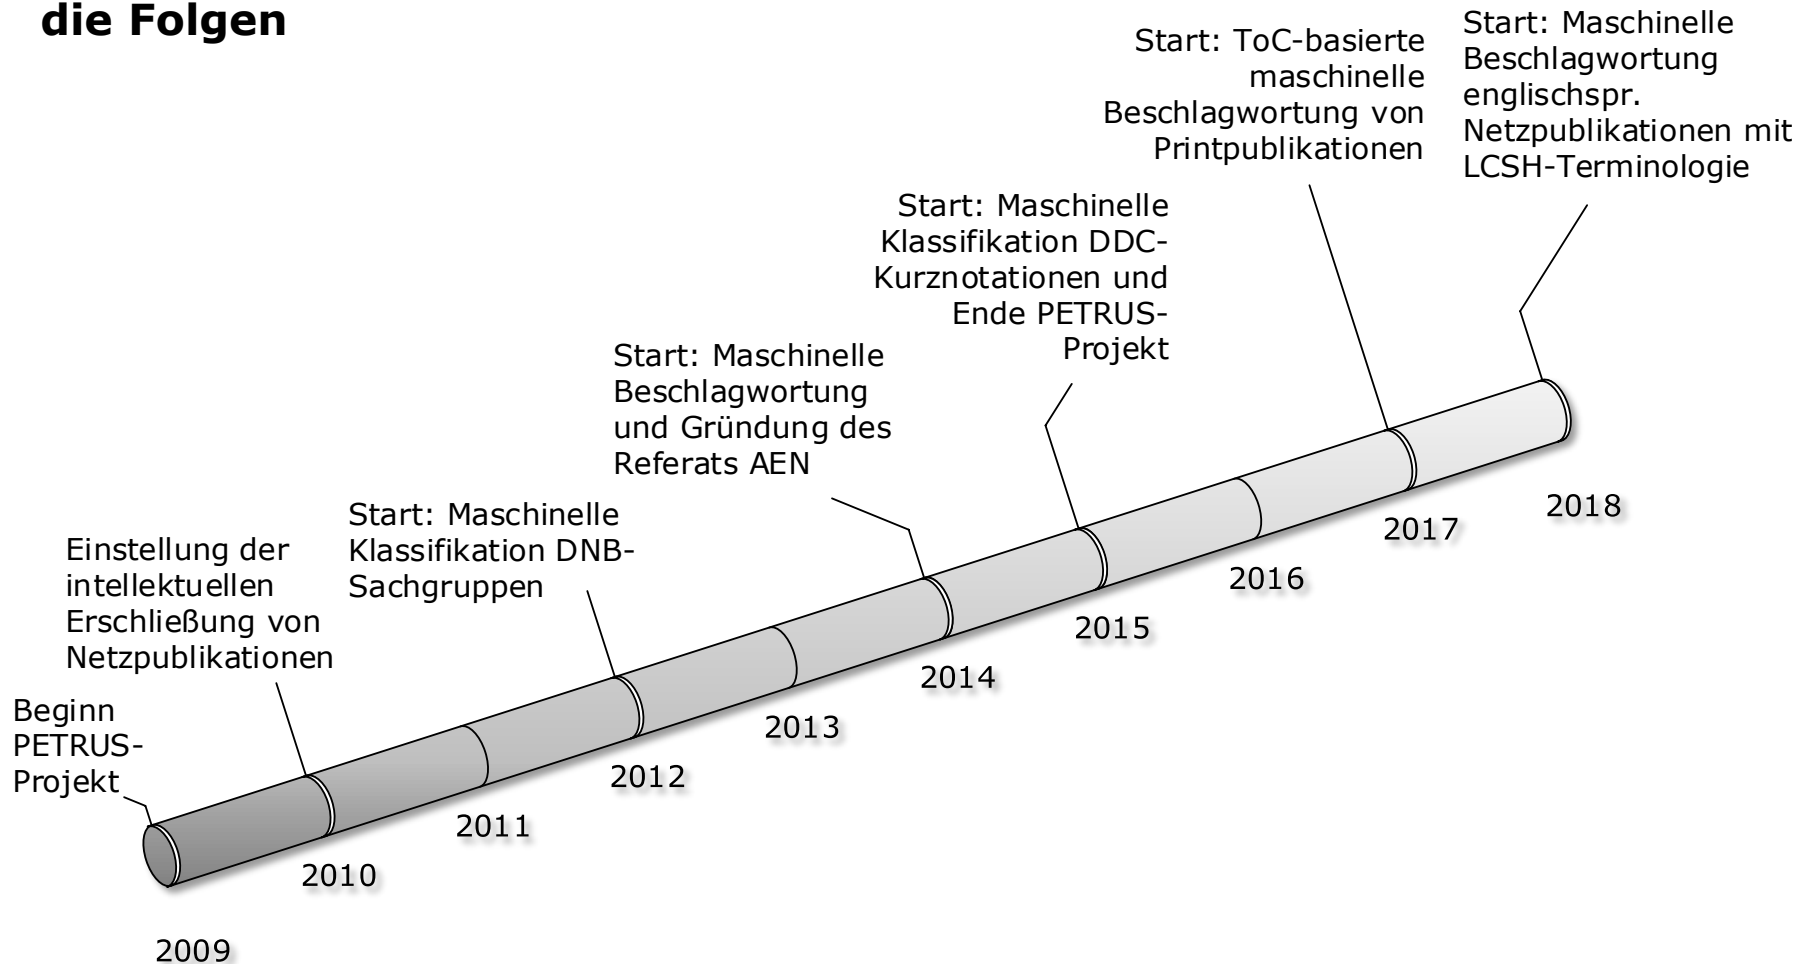 die Folgen
Beginn
PETRUS-
Projekt
Einstellung der
intellektuellen
Erschließung von
Netzpublikationen
Start: Maschinelle
Klassifikation DNB-
Sachgruppen
Start: Maschinelle
Beschlagwortung
und Gründung des
Referats AEN
Start: Maschinelle
Klassifikation DDC-
Kurznotationen und
Ende PETRUS-
Projekt
Start: ToC-basierte
maschinelle
Beschlagwortung von
Printpublikationen
Start: Maschinelle
Beschlagwortung
englischspr.
Netzpublikationen mit
LCSH-Terminologie
2009
2010
2011
2012
2013
2014
2015
2016
2017
2018